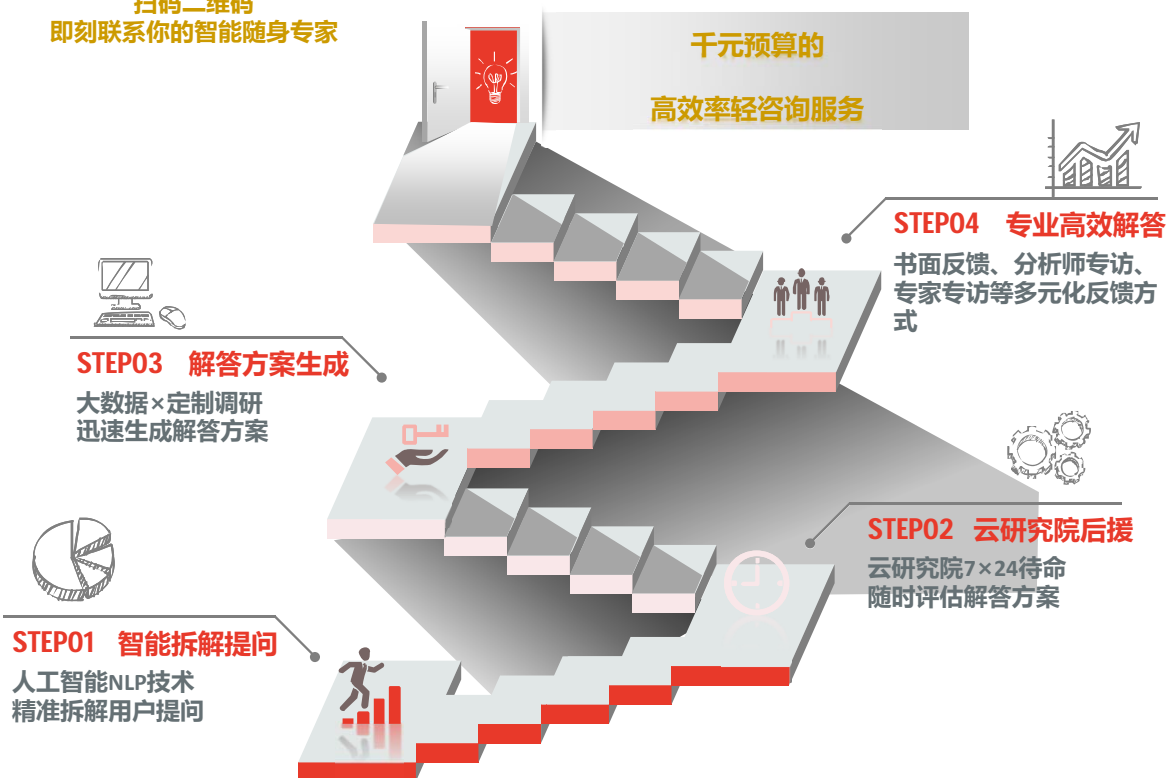 扫码二维码
即刻联系你的智能随身专家
千元预算的
高效率轻咨询服务
STEP04 专业高效解答
书面反馈、分析师专访、
专家专访等多元化反馈方
式
STEP03 解答方案生成
大数据×定制调研
迅速生成解答方案
STEP02 云研究院后援
云研究院7×24待命
随时评估解答方案
STEP01 智能拆解提问
人工智能NLP技术
精准拆解用户提问